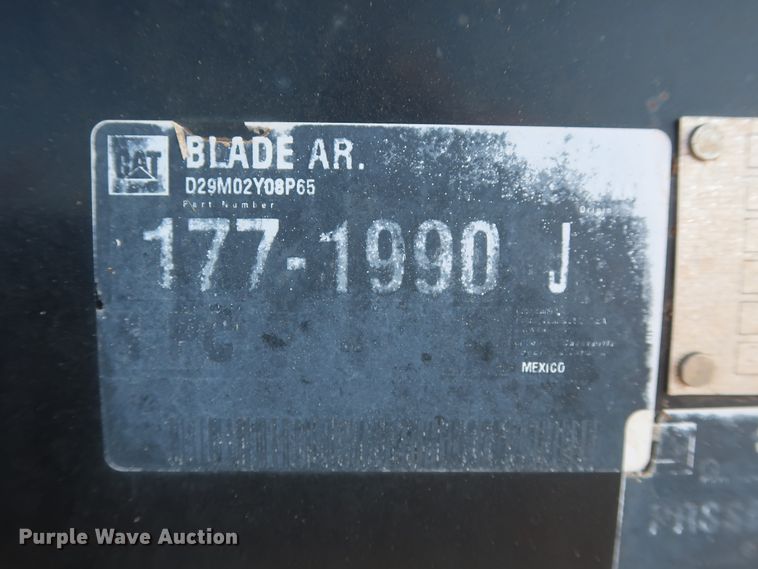 CAT
BLADE AR.
D29M02Y08P65
Part Number
177-1990 J
MEXICO
Purple Wave Auction